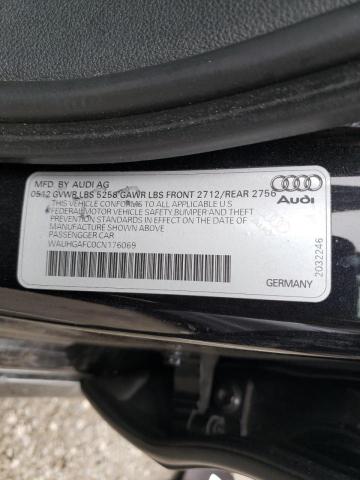 MFD. BY AUDI AG
0512 GVWR LBS 5258 GAWR LBS FRONT 2712/REAR 2756
THIS VEHICLE CONFORMS TO ALL APPLICABLE U.S.
FEDERAL MOTOR VEHICLE SAFETY, BUMPER, AND THEFT
PREVENTION STANDARDS IN EFFECT ON THE DATE OF
MANUFACTURE SHOWN ABOVE
PASSENGER CAR
WAUHGAFC0CN176069
Audi
2032246
GERMANY